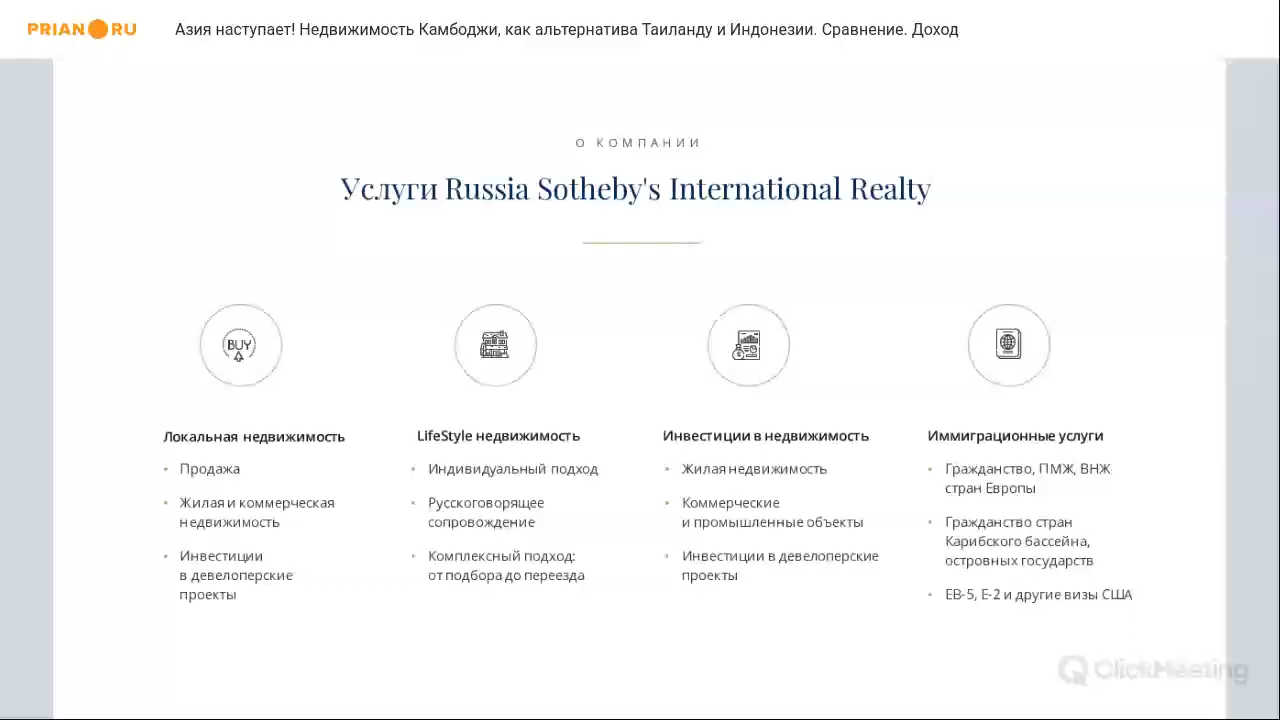 PRIAN RU
Азия наступает! Недвижимость Камбоджи, как альтернатива Таиланду и Индонезии. Сравнение. Доход
О КОМПАНИИ
Услуги Russia Sotheby's International Realty
BUY
Локальная недвижимость
• Продажа
• Жилая и коммерческая
недвижимость
• Инвестиции
в девелоперские
проекты
LifeStyle недвижимость
• Индивидуальный подход
• Русскоговорящее
сопровождение
• Комплексный подход:
от подбора до переезда
Инвестиции в недвижимость
• Жилая недвижимость
• Коммерческие
и промышленные объекты
• Инвестиции в девелоперские
проекты
Иммиграционные услуги
• Гражданство, ПМЖ, ВНЖ
стран Европы
• Гражданство стран
Карибского бассейна,
островных государств
• EB-5, E-2 и другие визы США
ClickMeeting